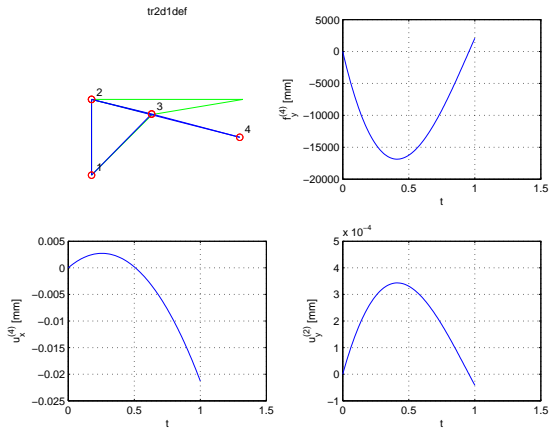 tr2d1def
2
3
4
1
5000
0
−5000
−10000
−15000
−20000
f_y^(4) [mm]
0 0.5 1 1.5
t
0.005
0
−0.005
−0.01
−0.015
−0.02
−0.025
u_x^(4) [mm]
0 0.5 1 1.5
t
x 10^−4
5
4
3
2
1
0
−1
u_y^(2) [mm]
0 0.5 1 1.5
t